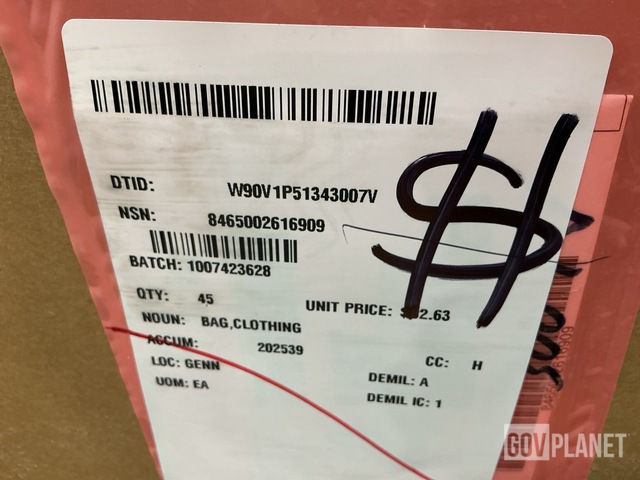 DTID: W90V1P51343007V
NSN: 8465002616909
BATCH: 1007423628
QTY: 45 UNIT PRICE:
NOUN: BAG,CLOTHING
ACCUM: 202539
LOC: GENN CC: H
UOM: EA DEMIL: A
DEMIL IC: 1
GOVPLANET